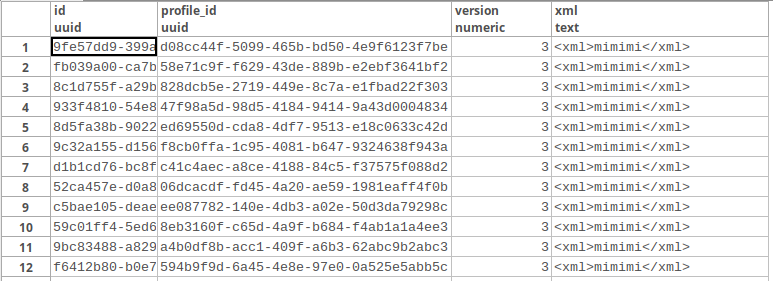 id profile_id version xml
uuid uuid numeric text
1 9fe57dd9-399a d08cc44f-5099-465b-bd50-4e9f6123f7be 3 <xml>mimimi</xml>
2 fb039a00-ca7b 58e71c9f-f629-43de-889b-e2ebf3641bf2 3 <xml>mimimi</xml>
3 8c1d755f-a29b 828dcb5e-2719-449e-8c7a-e1fbad22f303 3 <xml>mimimi</xml>
4 933f4810-54e8 47f98a5d-98d5-4184-9414-9a43d0004834 3 <xml>mimimi</xml>
5 8d5fa38b-9022 ed69550d-cda8-4df7-9513-e18c0633c42d 3 <xml>mimimi</xml>
6 9c32a155-d156 f8cb0ffa-1c95-4081-b647-9324638f943a 3 <xml>mimimi</xml>
7 d1b1cd76-bc8f c41c4aec-a8ce-4188-84c5-f37575f088d2 3 <xml>mimimi</xml>
8 52ca457e-d0a8 06dcacdf-fd45-4a20-ae59-1981eaff4f0b 3 <xml>mimimi</xml>
9 c5bae105-deae ee087782-140e-4db3-a02e-50d3da79298c 3 <xml>mimimi</xml>
10 59c01ff4-5ed6 8eb3160f-c65d-4a9f-b684-f4ab1a1a4ee3 3 <xml>mimimi</xml>
11 9bc83488-a829 a4b0df8b-acc1-409f-a6b3-62abc9b2abc3 3 <xml>mimimi</xml>
12 f6412b80-b0e7 594b9f9d-6a45-4e8e-97e0-0a525e5abb5c 3 <xml>mimimi</xml>